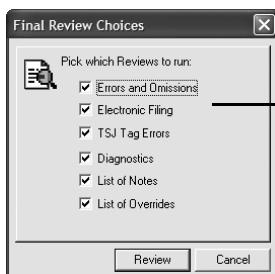 Final Review Choices
Pick which Reviews to run:
Errors and Omissions
Electronic Filing
TSJ Tag Errors
Diagnostics
List of Notes
List of Overrides
Review
Cancel